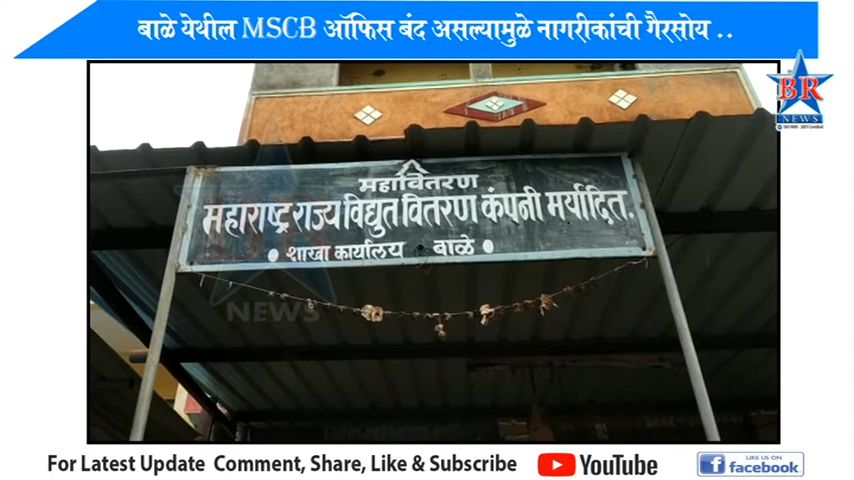 बाळे येथील MSCB ऑफिस बंद असल्यामुळे नागरीकांची गैरसोय ..
BR
NEWS
महावितरण
महाराष्ट्र राज्य विद्युत वितरण कंपनी मर्यादित.
• शाखा कार्यालय • बाळे •
NEWS
For Latest Update Comment, Share, Like & Subscribe
YouTube
LIKE US ON
facebook